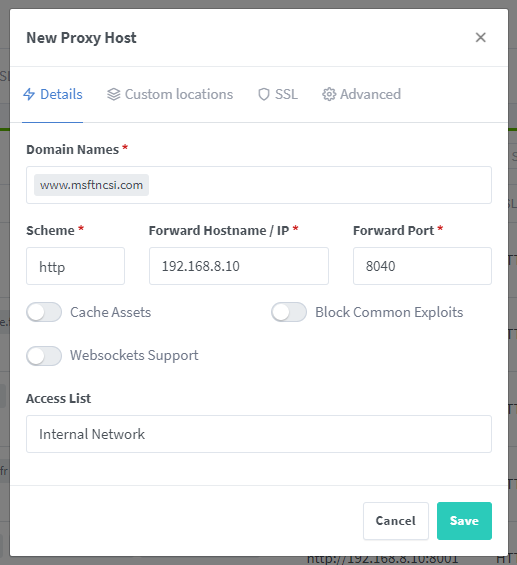 New Proxy Host
Details Custom locations SSL Advanced
Domain Names *
www.msftncsi.com
Scheme * Forward Hostname / IP * Forward Port *
http 192.168.8.10 8040
Cache Assets Block Common Exploits
Websockets Support
Access List
Internal Network
Cancel Save
http://192.168.8.10:8001